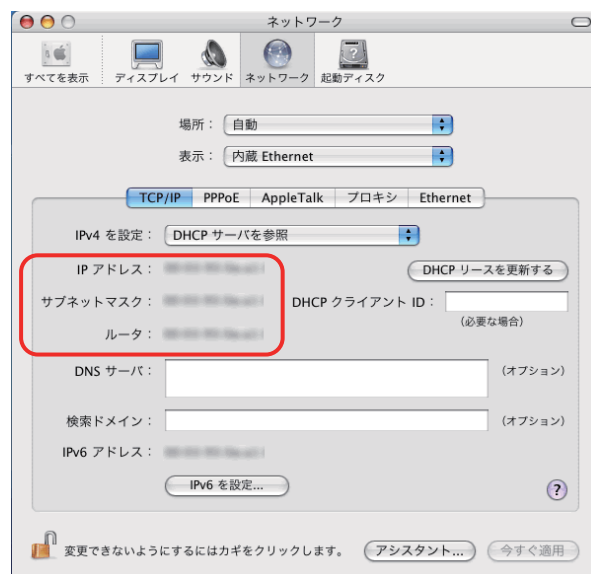 ネットワーク
すべてを表示 ディスプレイ サウンド ネットワーク 起動ディスク
場所： 自動
表示： 内蔵 Ethernet
TCP/IP PPPoE AppleTalk プロキシ Ethernet
IPv4 を設定： DHCP サーバを参照
IP アドレス： DHCP リースを更新する
サブネットマスク： DHCP クライアント ID：
(必要な場合)
ルータ：
DNS サーバ： (オプション)
検索ドメイン： (オプション)
IPv6 アドレス：
IPv6 を設定...
?
変更できないようにするにはカギをクリックします。 アシスタント... 今すぐ適用